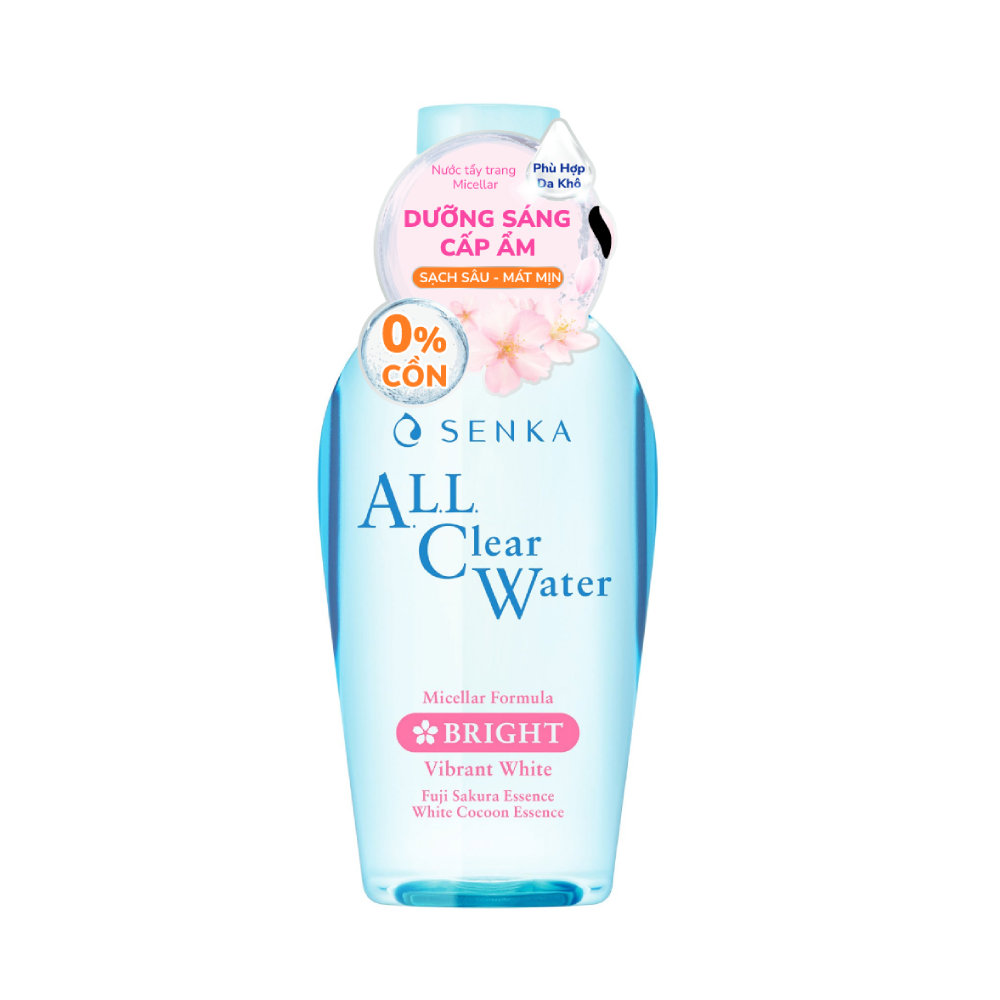 Nước tẩy trang
Micellar
Phù Hợp
Da Khô
DƯỠNG SÁNG
CẤP ẨM
SẠCH SÂU - MÁT MỊN
0%
CỒN
SENKA
A.L.L.
Clear
Water
Micellar Formula
BRIGHT
Vibrant White
Fuji Sakura Essence
White Cocoon Essence